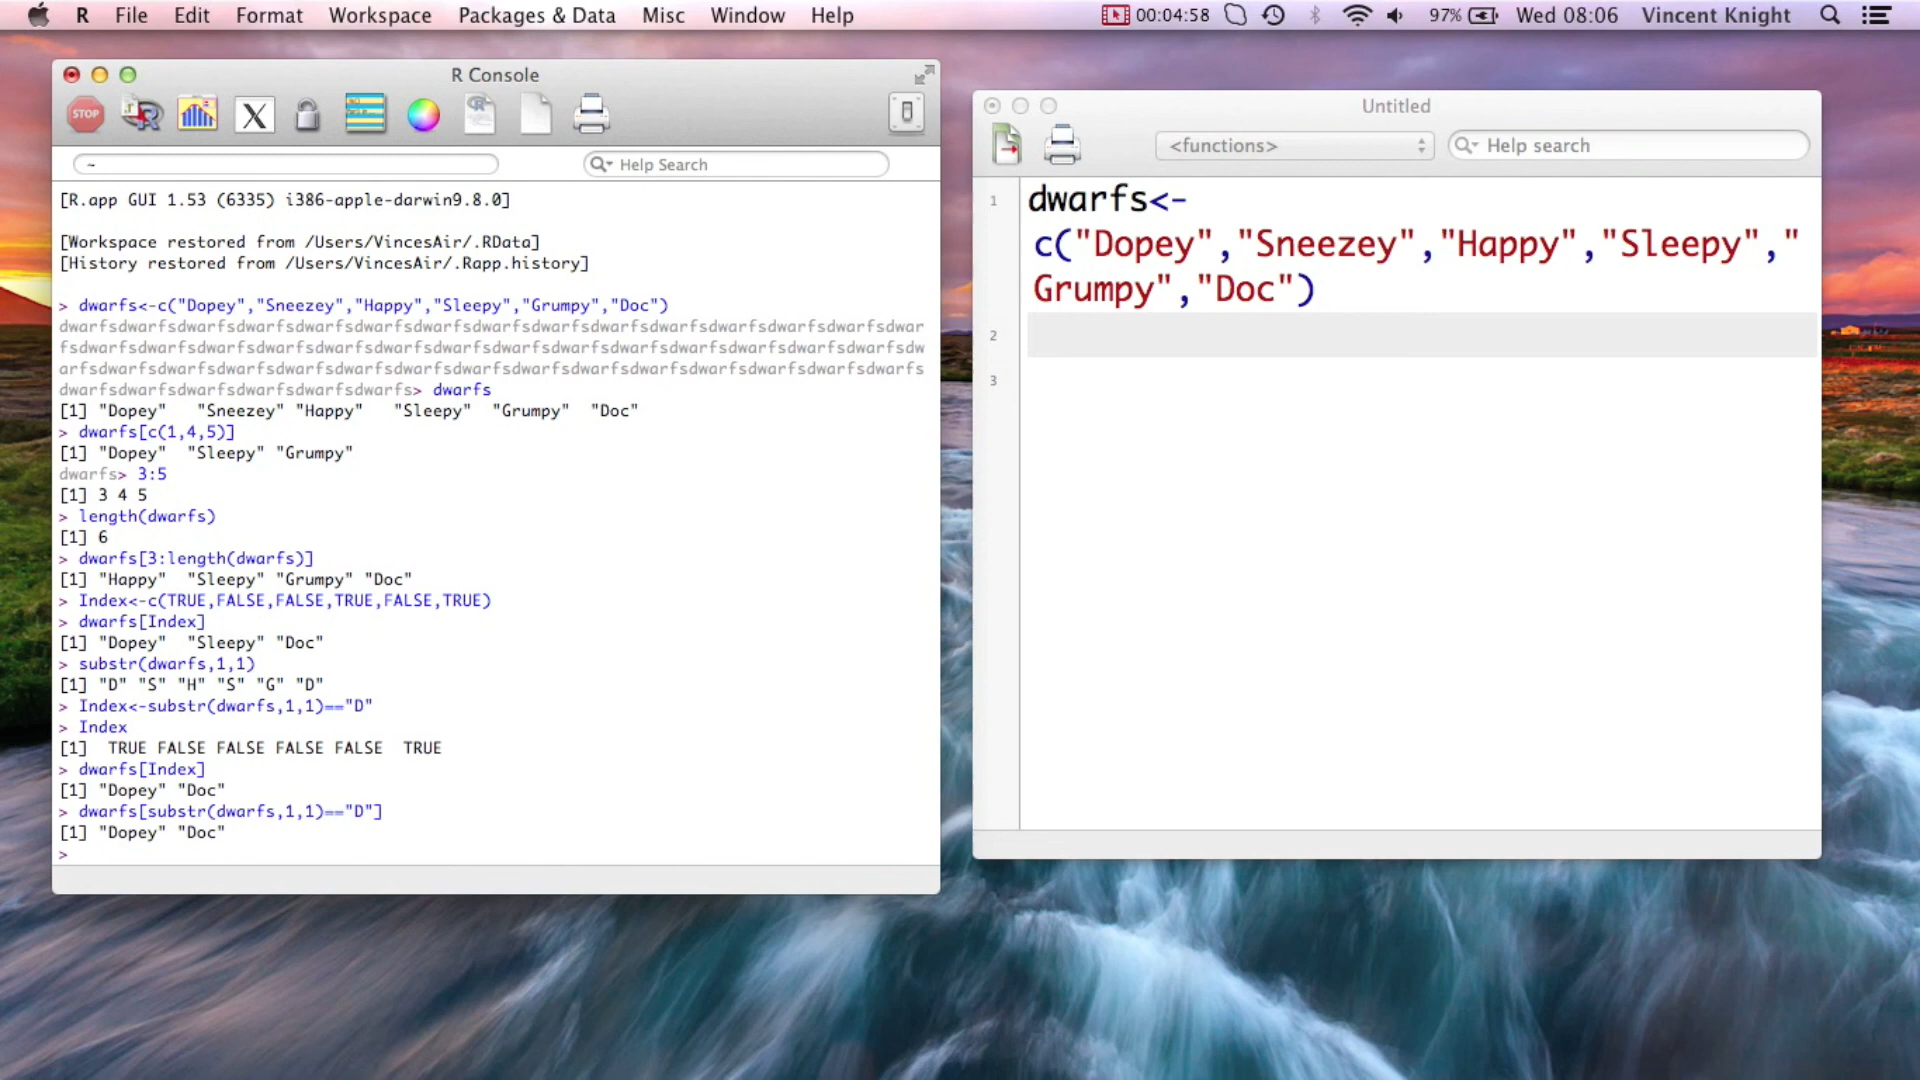 R File Edit Format Workspace Packages & Data Misc Window Help 00:04:58 97% Wed 08:06 Vincent Knight
R Console
STOP
X
~ Help Search
[R.app GUI 1.53 (6335) i386-apple-darwin9.8.0]
[Workspace restored from /Users/VincesAir/.RData]
[History restored from /Users/VincesAir/.Rapp.history]
> dwarfs<-c("Dopey","Sneezey","Happy","Sleepy","Grumpy","Doc")
dwarfsdwarfsdwarfsdwarfsdwarfsdwarfsdwarfsdwarfsdwarfsdwarfsdwarfsdwarfsdwarfsdwarfsdwar
fsdwarfsdwarfsdwarfsdwarfsdwarfsdwarfsdwarfsdwarfsdwarfsdwarfsdwarfsdwarfsdwarfsdwarfsdw
arfsdwarfsdwarfsdwarfsdwarfsdwarfsdwarfsdwarfsdwarfsdwarfsdwarfsdwarfsdwarfsdwarfsdwarfs
dwarfsdwarfsdwarfsdwarfsdwarfsdwarfs> dwarfs
[1] "Dopey" "Sneezey" "Happy" "Sleepy" "Grumpy" "Doc"
> dwarfs[c(1,4,5)]
[1] "Dopey" "Sleepy" "Grumpy"
dwarfs> 3:5
[1] 3 4 5
> length(dwarfs)
[1] 6
> dwarfs[3:length(dwarfs)]
[1] "Happy" "Sleepy" "Grumpy" "Doc"
> Index<-c(TRUE,FALSE,FALSE,TRUE,FALSE,TRUE)
> dwarfs[Index]
[1] "Dopey" "Sleepy" "Doc"
> substr(dwarfs,1,1)
[1] "D" "S" "H" "S" "G" "D"
> Index<-substr(dwarfs,1,1)=="D"
> Index
[1] TRUE FALSE FALSE FALSE FALSE TRUE
> dwarfs[Index]
[1] "Dopey" "Doc"
> dwarfs[substr(dwarfs,1,1)=="D"]
[1] "Dopey" "Doc"
>
Untitled
<functions> Help search
1 dwarfs<-
c("Dopey","Sneezey","Happy","Sleepy","
Grumpy","Doc")
2
3